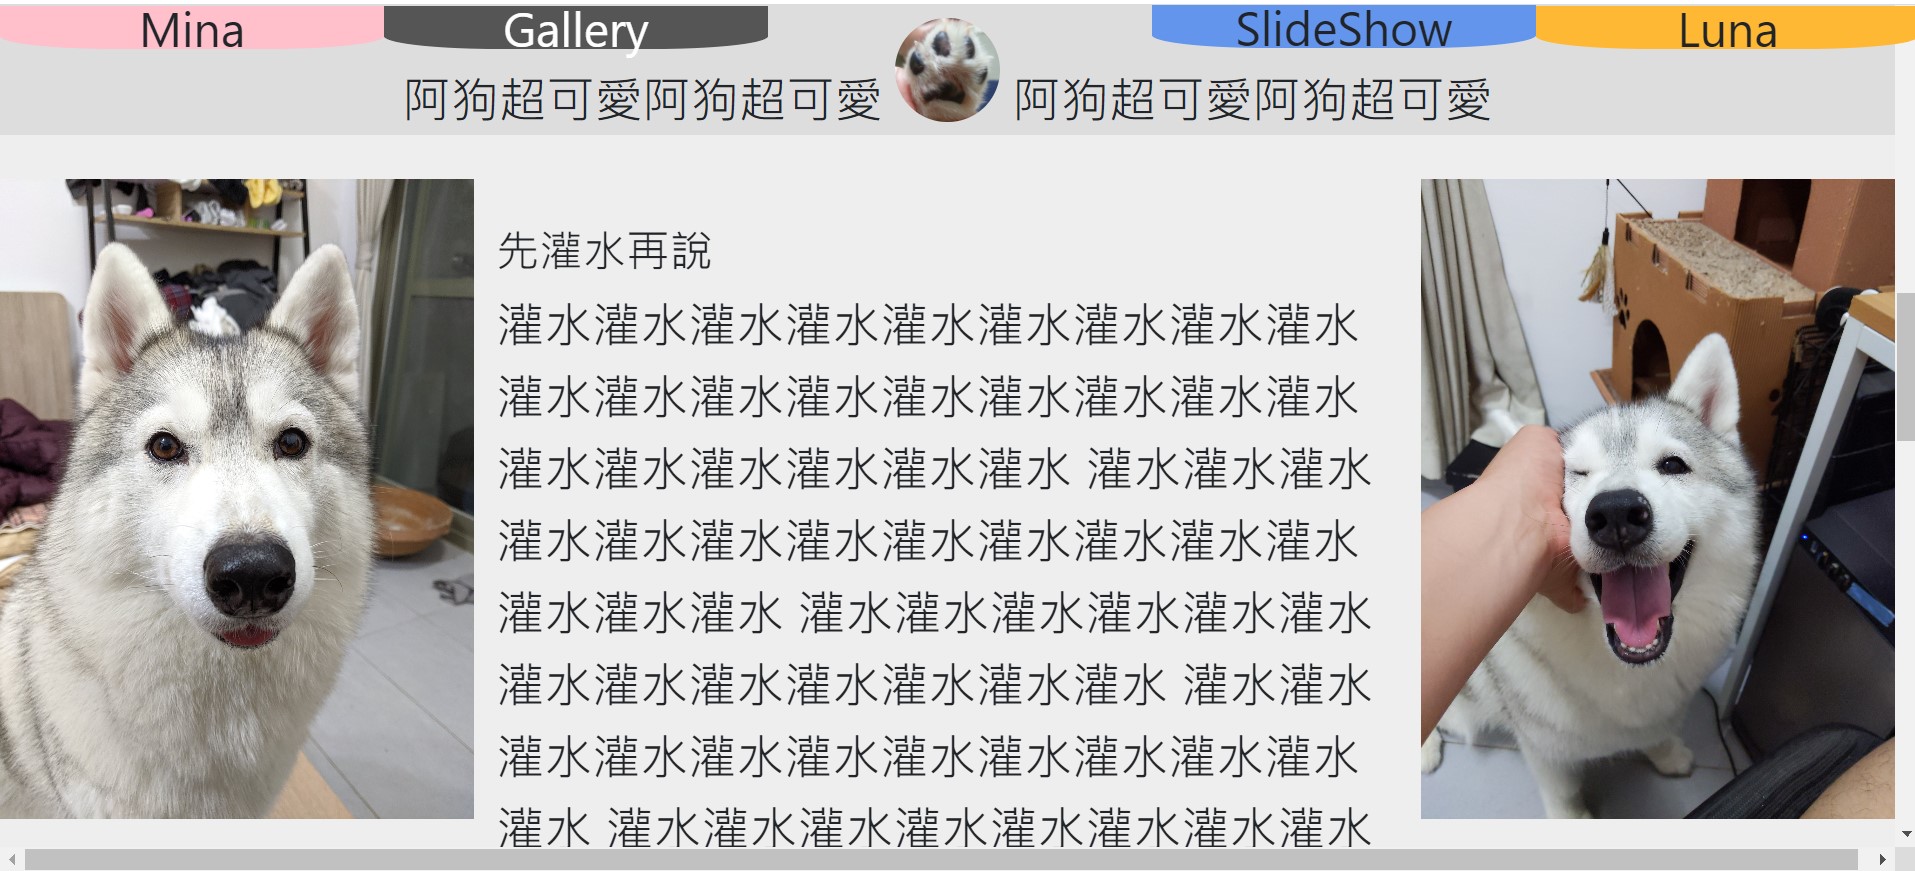 Mina
Gallery
SlideShow
Luna
阿狗超可愛阿狗超可愛 阿狗超可愛阿狗超可愛
先灌水再說
灌水灌水灌水灌水灌水灌水灌水灌水灌水
灌水灌水灌水灌水灌水灌水灌水灌水灌水
灌水灌水灌水灌水灌水灌水 灌水灌水灌水
灌水灌水灌水灌水灌水灌水灌水灌水灌水
灌水灌水灌水 灌水灌水灌水灌水灌水灌水
灌水灌水灌水灌水灌水灌水灌水 灌水灌水
灌水灌水灌水灌水灌水灌水灌水灌水灌水
灌水 灌水灌水灌水灌水灌水灌水灌水灌水